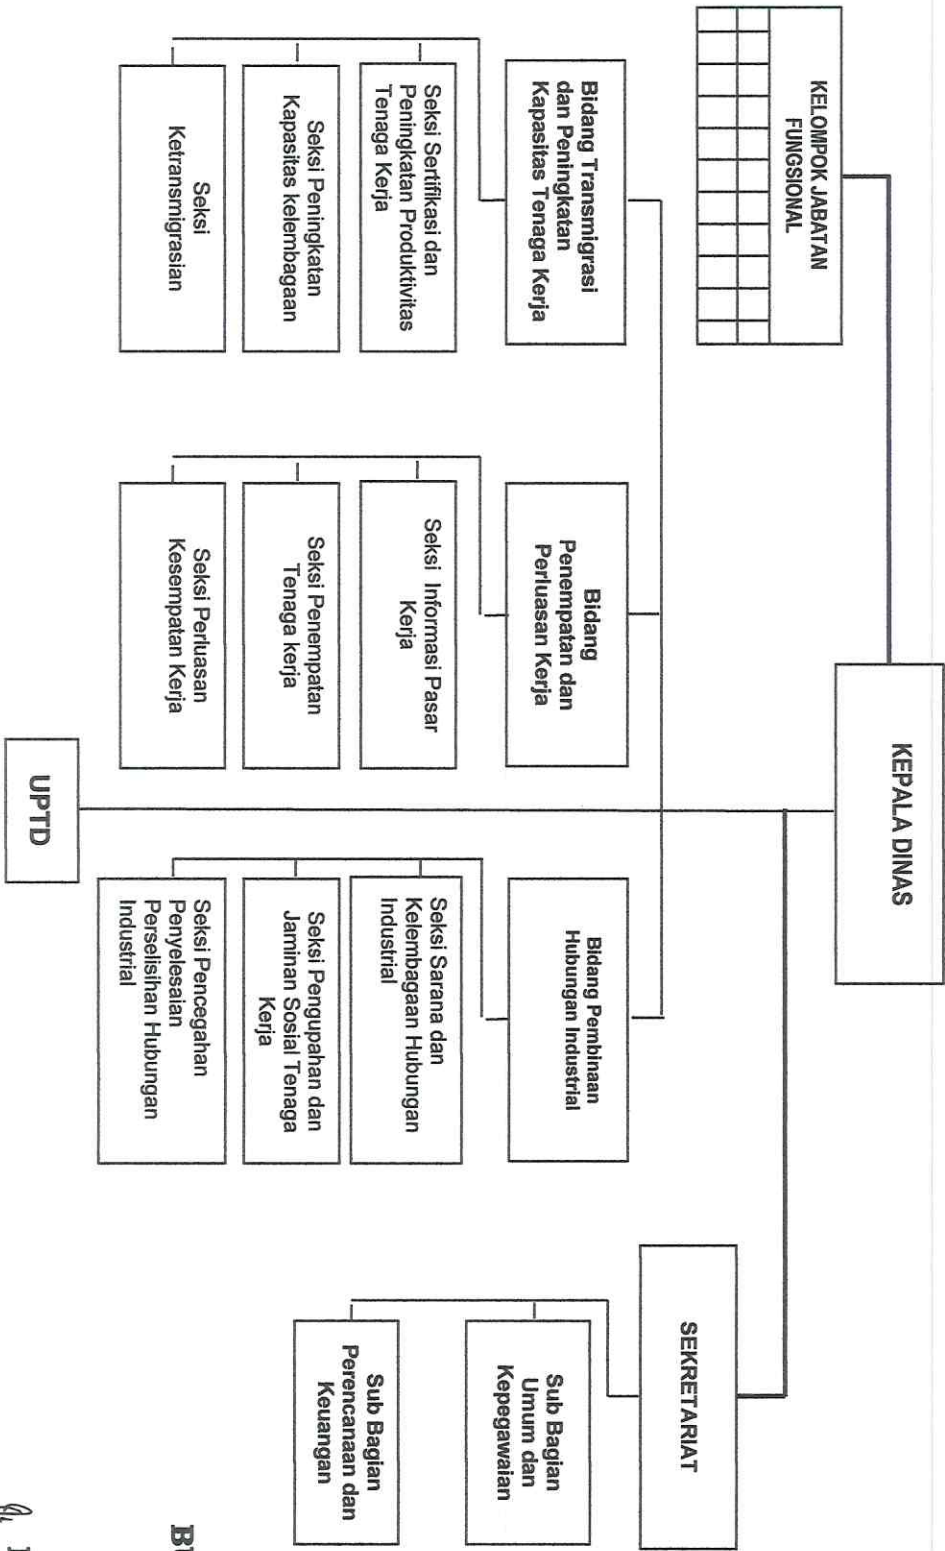 KEPALA DINAS
KELOMPOK JABATAN
FUNGSIONAL
SEKRETARIAT
Sub Bagian
Umum dan
Kepegawaian
Sub Bagian
Perencanaan dan
Keuangan
Bidang Transmigrasi
dan Peningkatan
Kapasitas Tenaga Kerja
Seksi Sertifikasi dan
Peningkatan Produktivitas
Tenaga Kerja
Seksi Peningkatan
Kapasitas kelembagaan
Seksi
Ketransmigrasian
Bidang
Penempatan dan
Perluasan Kerja
Seksi Informasi Pasar
Kerja
Seksi Penempatan
Tenaga kerja
Seksi Perluasan
Kesempatan Kerja
Bidang Pembinaan
Hubungan Industrial
Seksi Sarana dan
Kelembagaan Hubungan
Industrial
Seksi Pengupahan dan
Jaminan Sosial Tenaga
Kerja
Seksi Pencegahan
Penyelesaian
Perselisihan Hubungan
Industrial
UPTD